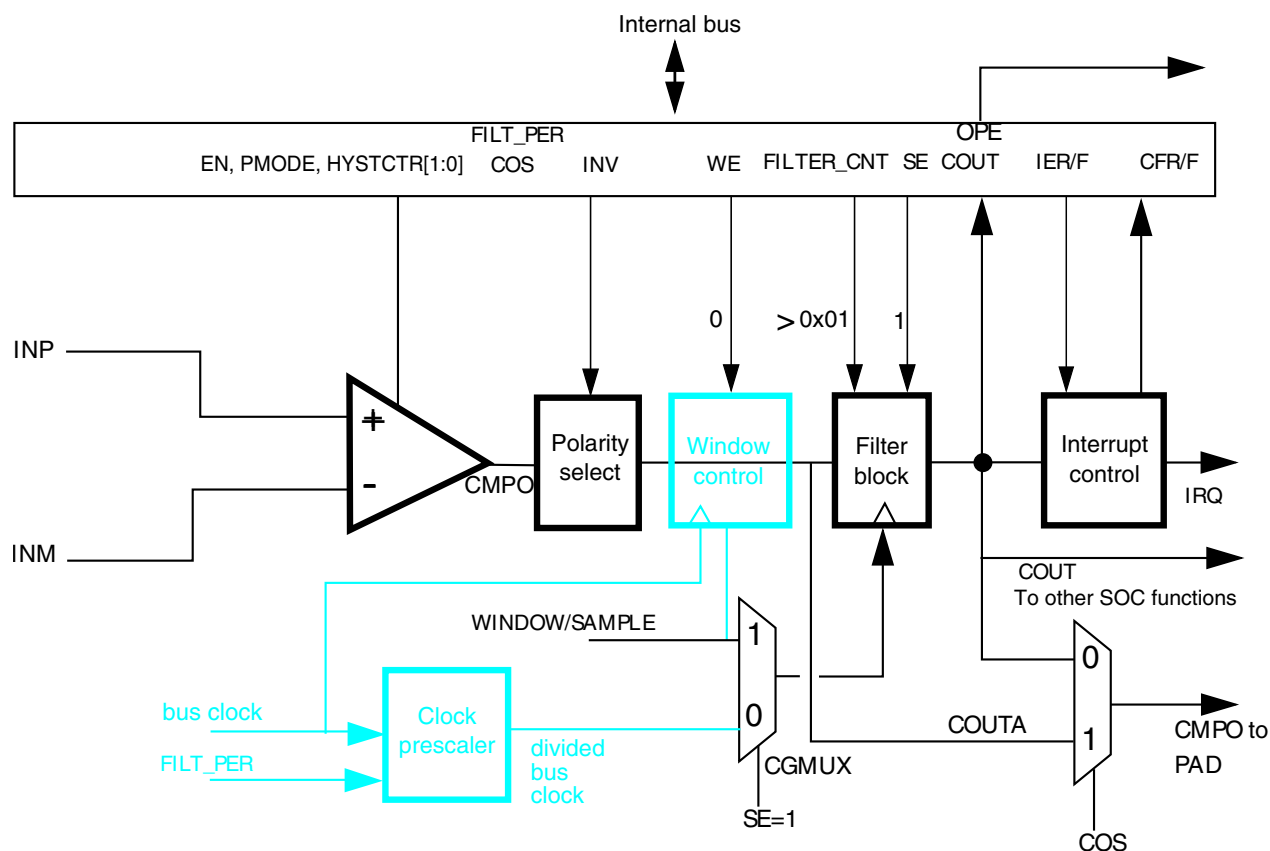 Internal bus
FILT_PER
OPE
EN, PMODE, HYSTCTR[1:0]
COS
INV
WE
FILTER_CNT
SE
COUT
IER/F
CFR/F
0
> 0x01
1
INP
+
-
INM
CMPO
Polarity
select
Window
control
Filter
block
Interrupt
control
IRQ
COUT
To other SOC functions
WINDOW/SAMPLE
1
0
0
1
bus clock
FILT_PER
Clock
prescaler
divided
bus
clock
CGMUX
SE=1
COUTA
CMPO to
PAD
COS